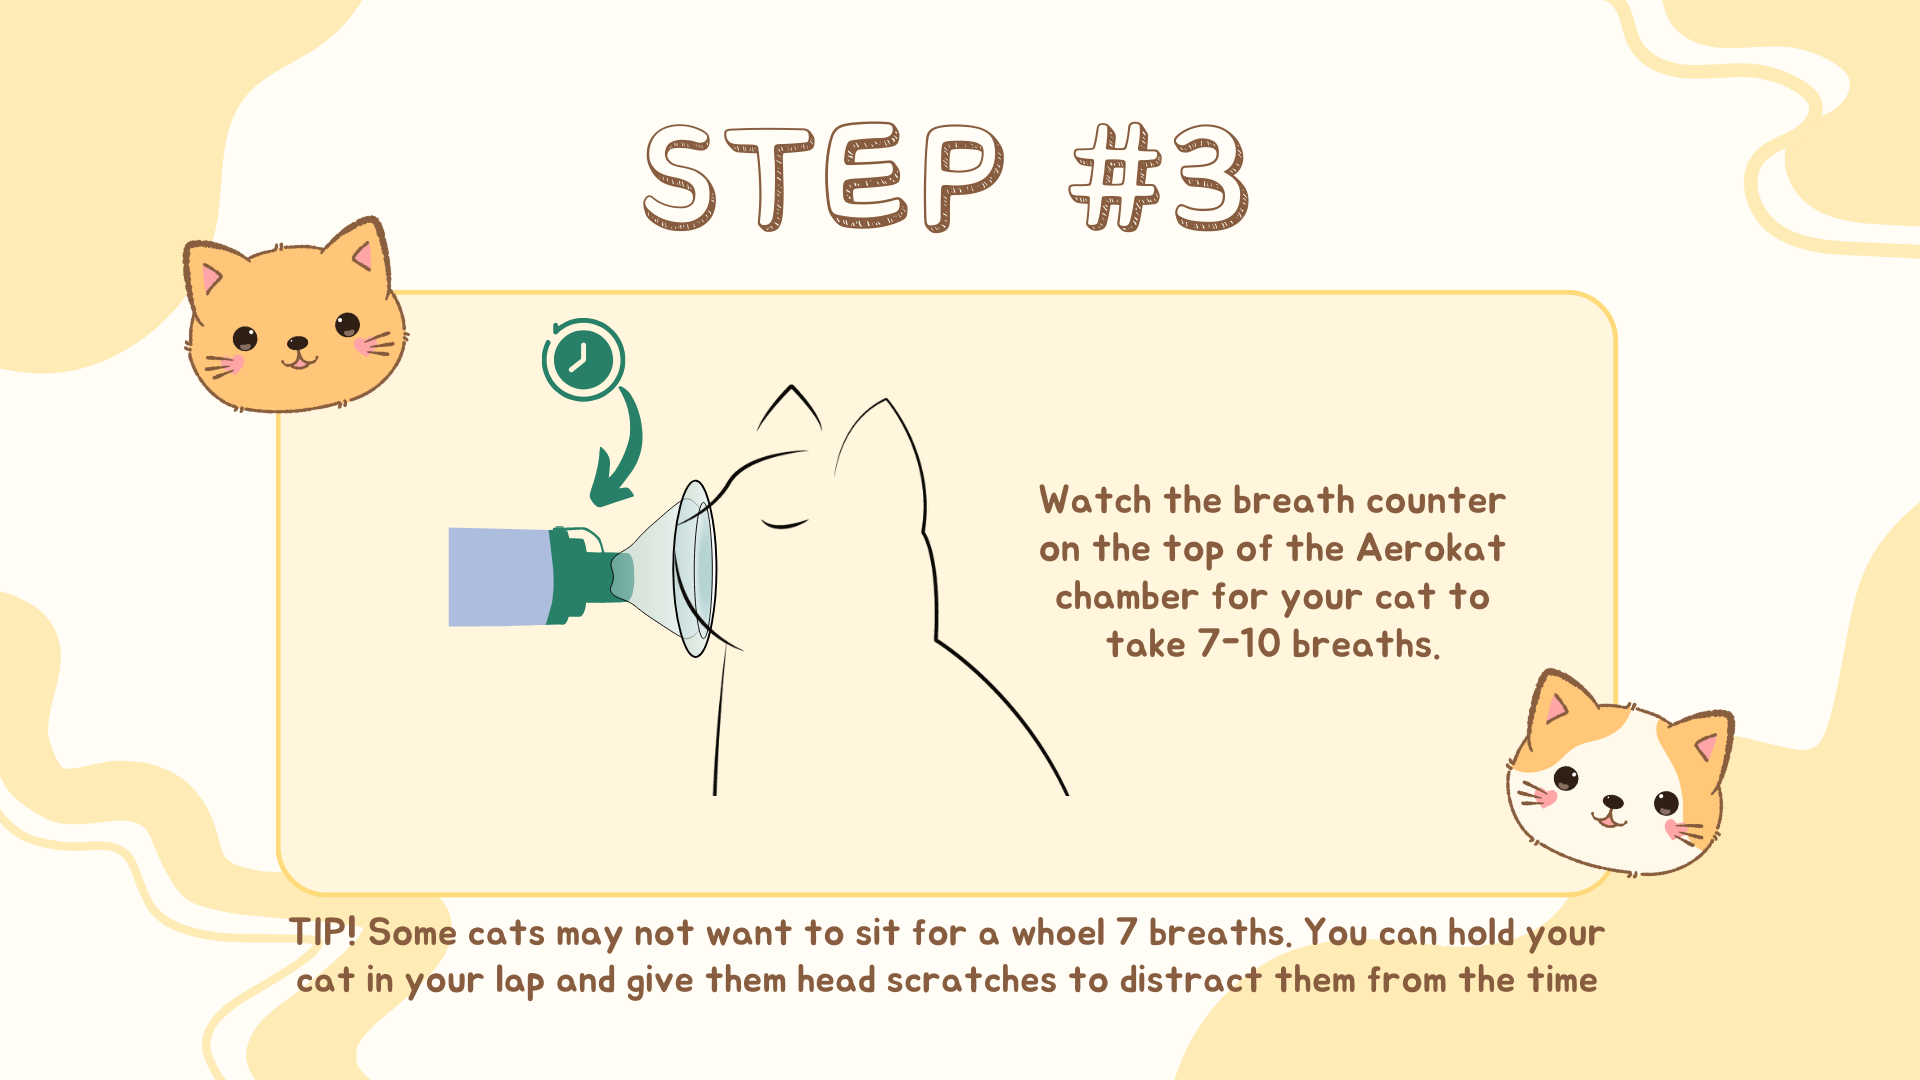 STEP #3
Watch the breath counter
on the top of the Aerokat
chamber for your cat to
take 7-10 breaths.
TIP! Some cats may not want to sit for a whoel 7 breaths. You can hold your
cat in your lap and give them head scratches to distract them from the time